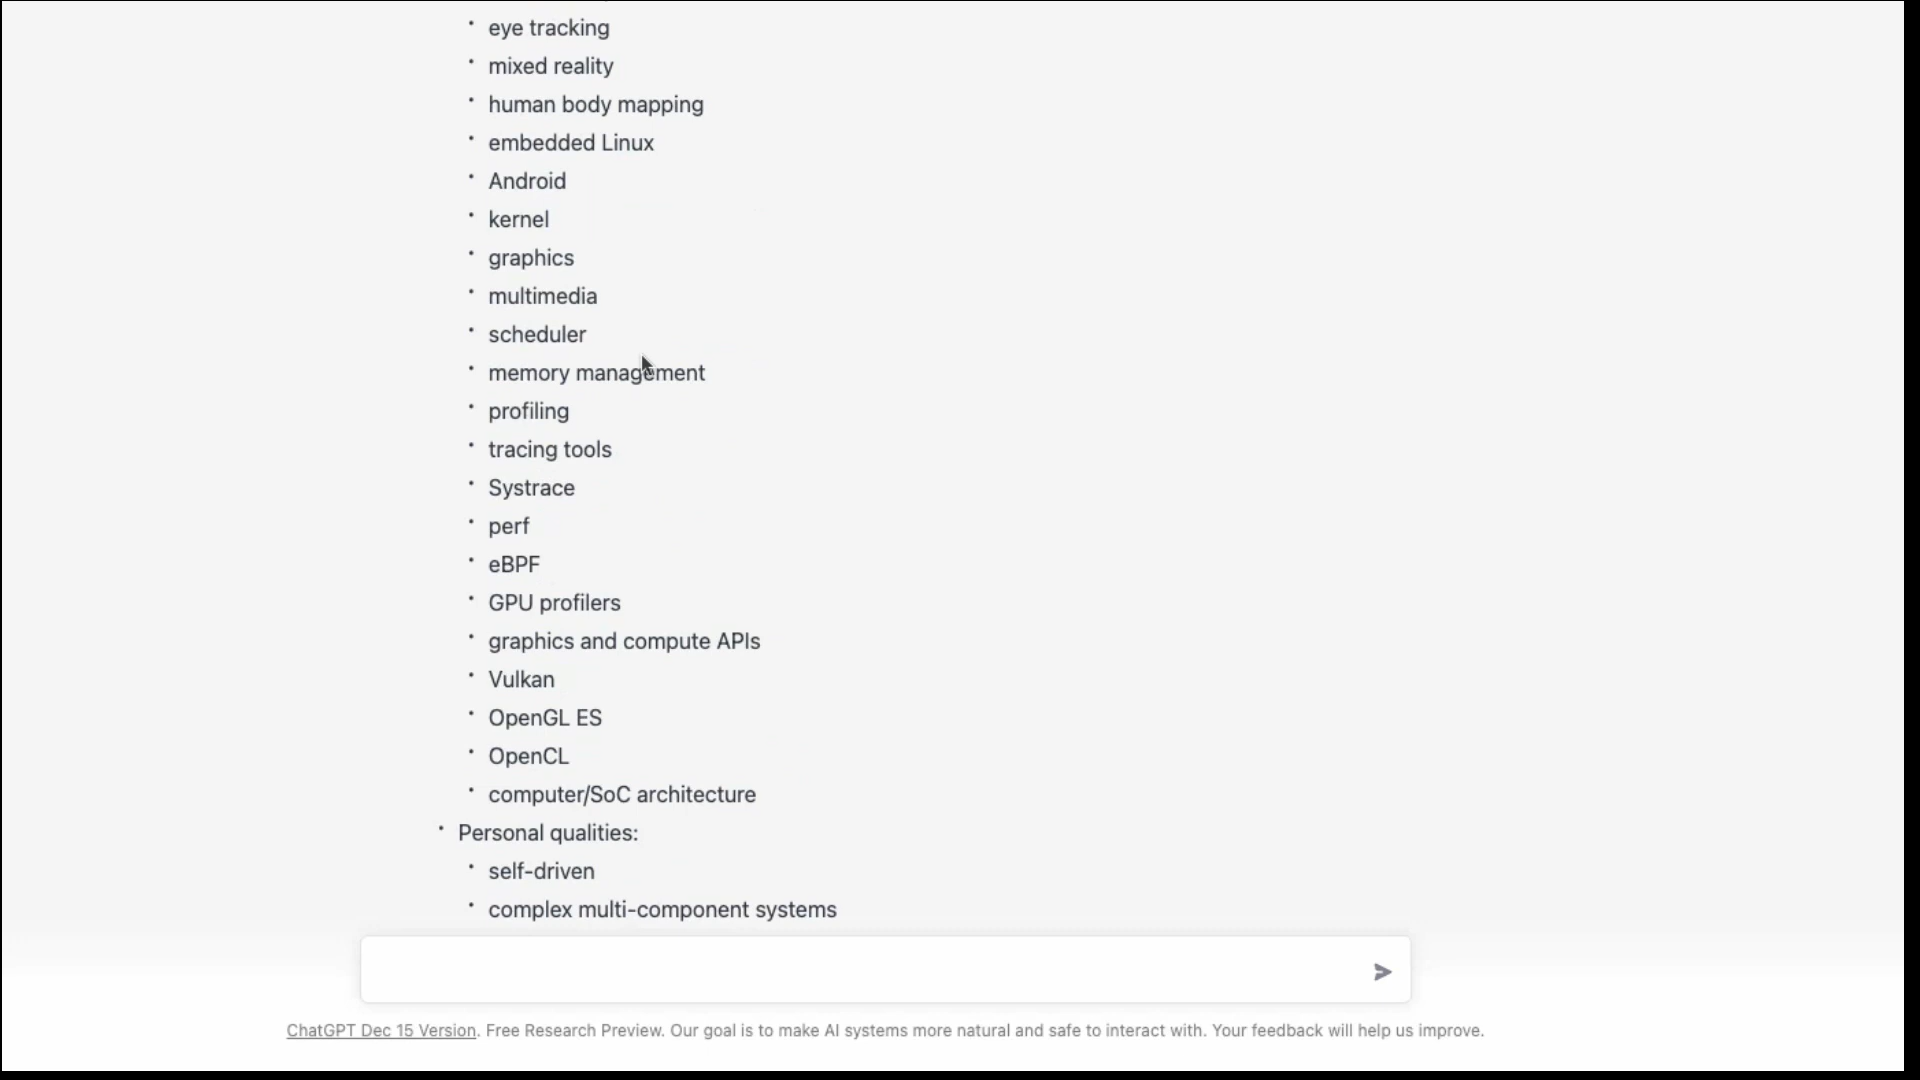 • eye tracking
• mixed reality
• human body mapping
• embedded Linux
• Android
• kernel
• graphics
• multimedia
• scheduler
• memory management
• profiling
• tracing tools
• Systrace
• perf
• eBPF
• GPU profilers
• graphics and compute APIs
• Vulkan
• OpenGL ES
• OpenCL
• computer/SoC architecture
• Personal qualities:
• self-driven
• complex multi-component systems
ChatGPT Dec 15 Version. Free Research Preview. Our goal is to make AI systems more natural and safe to interact with. Your feedback will help us improve.